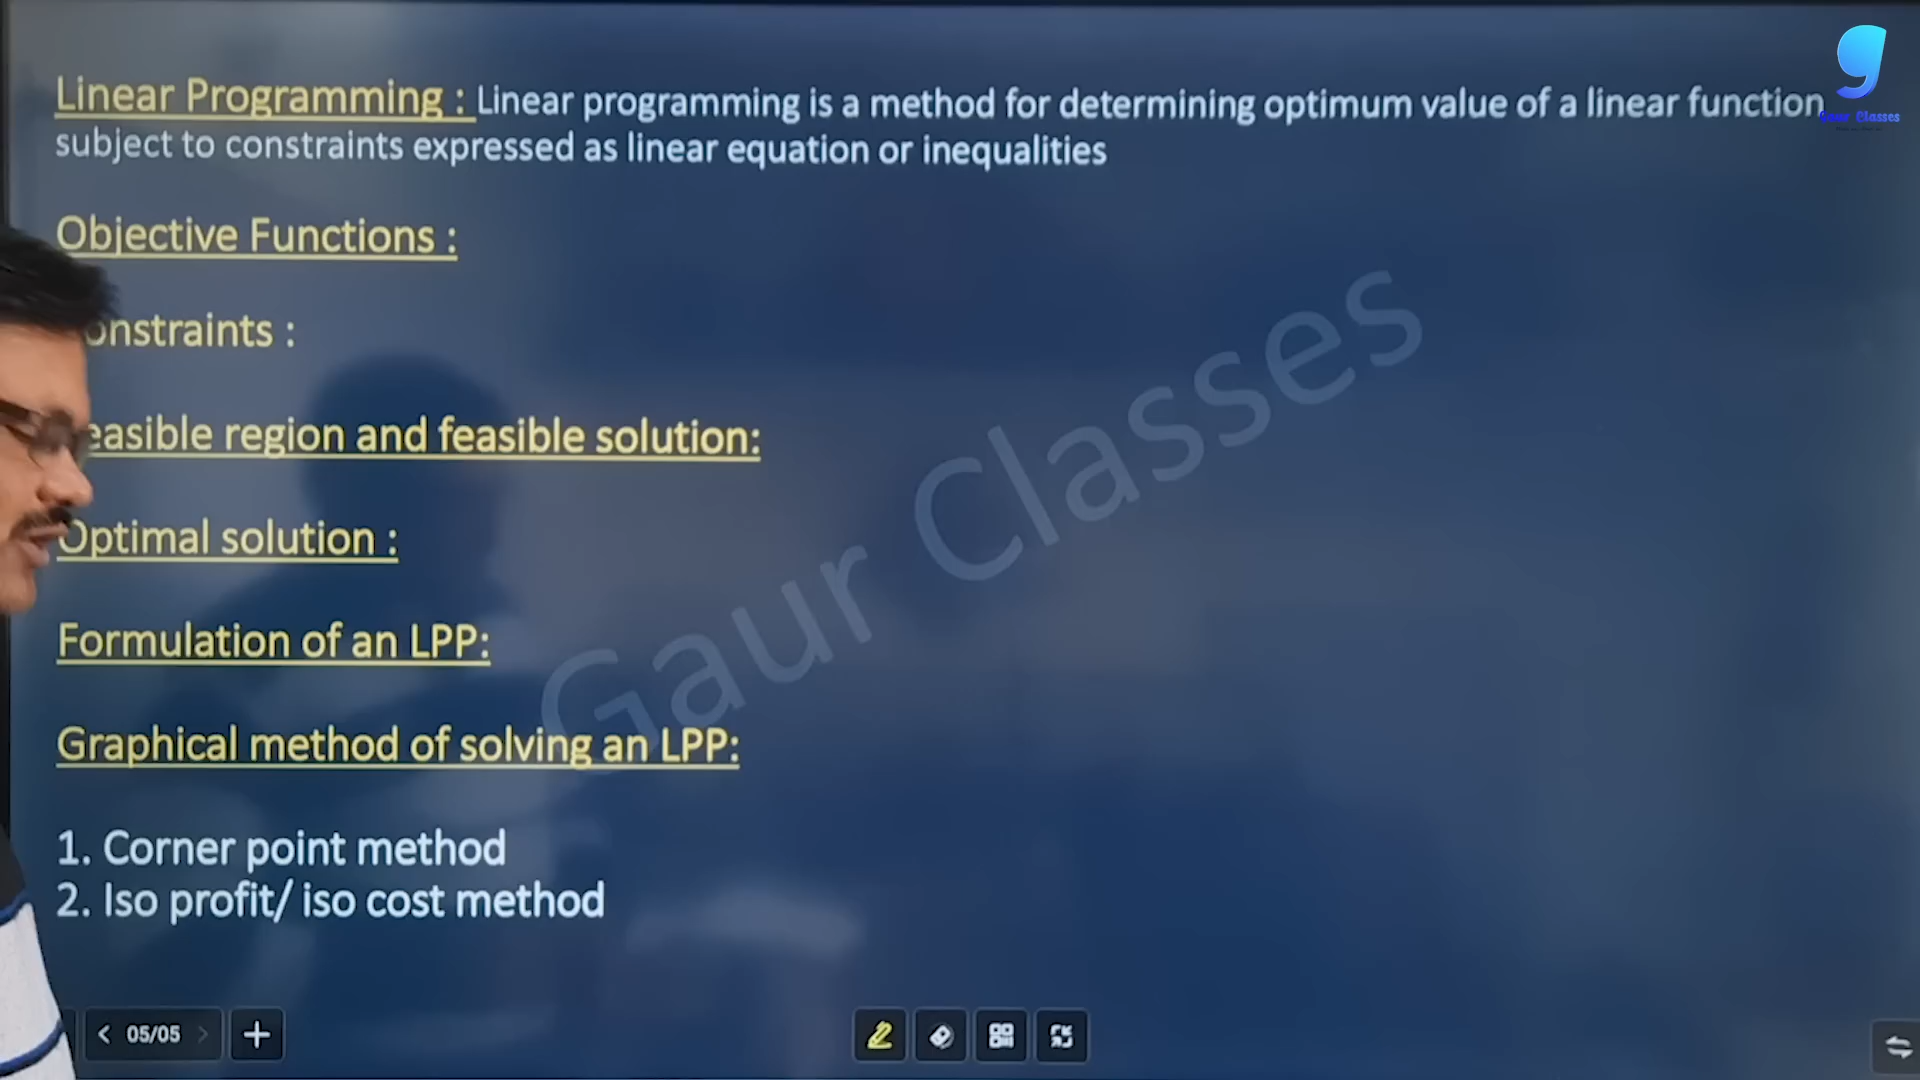 Linear Programming : Linear programming is a method for determining optimum value of a linear function
subject to constraints expressed as linear equation or inequalities
Objective Functions :
onstraints :
easible region and feasible solution:
Optimal solution :
Formulation of an LPP:
Graphical method of solving an LPP:
1. Corner point method
2. Iso profit/ iso cost method
05/05
Gaur Classes
Gaur Classes